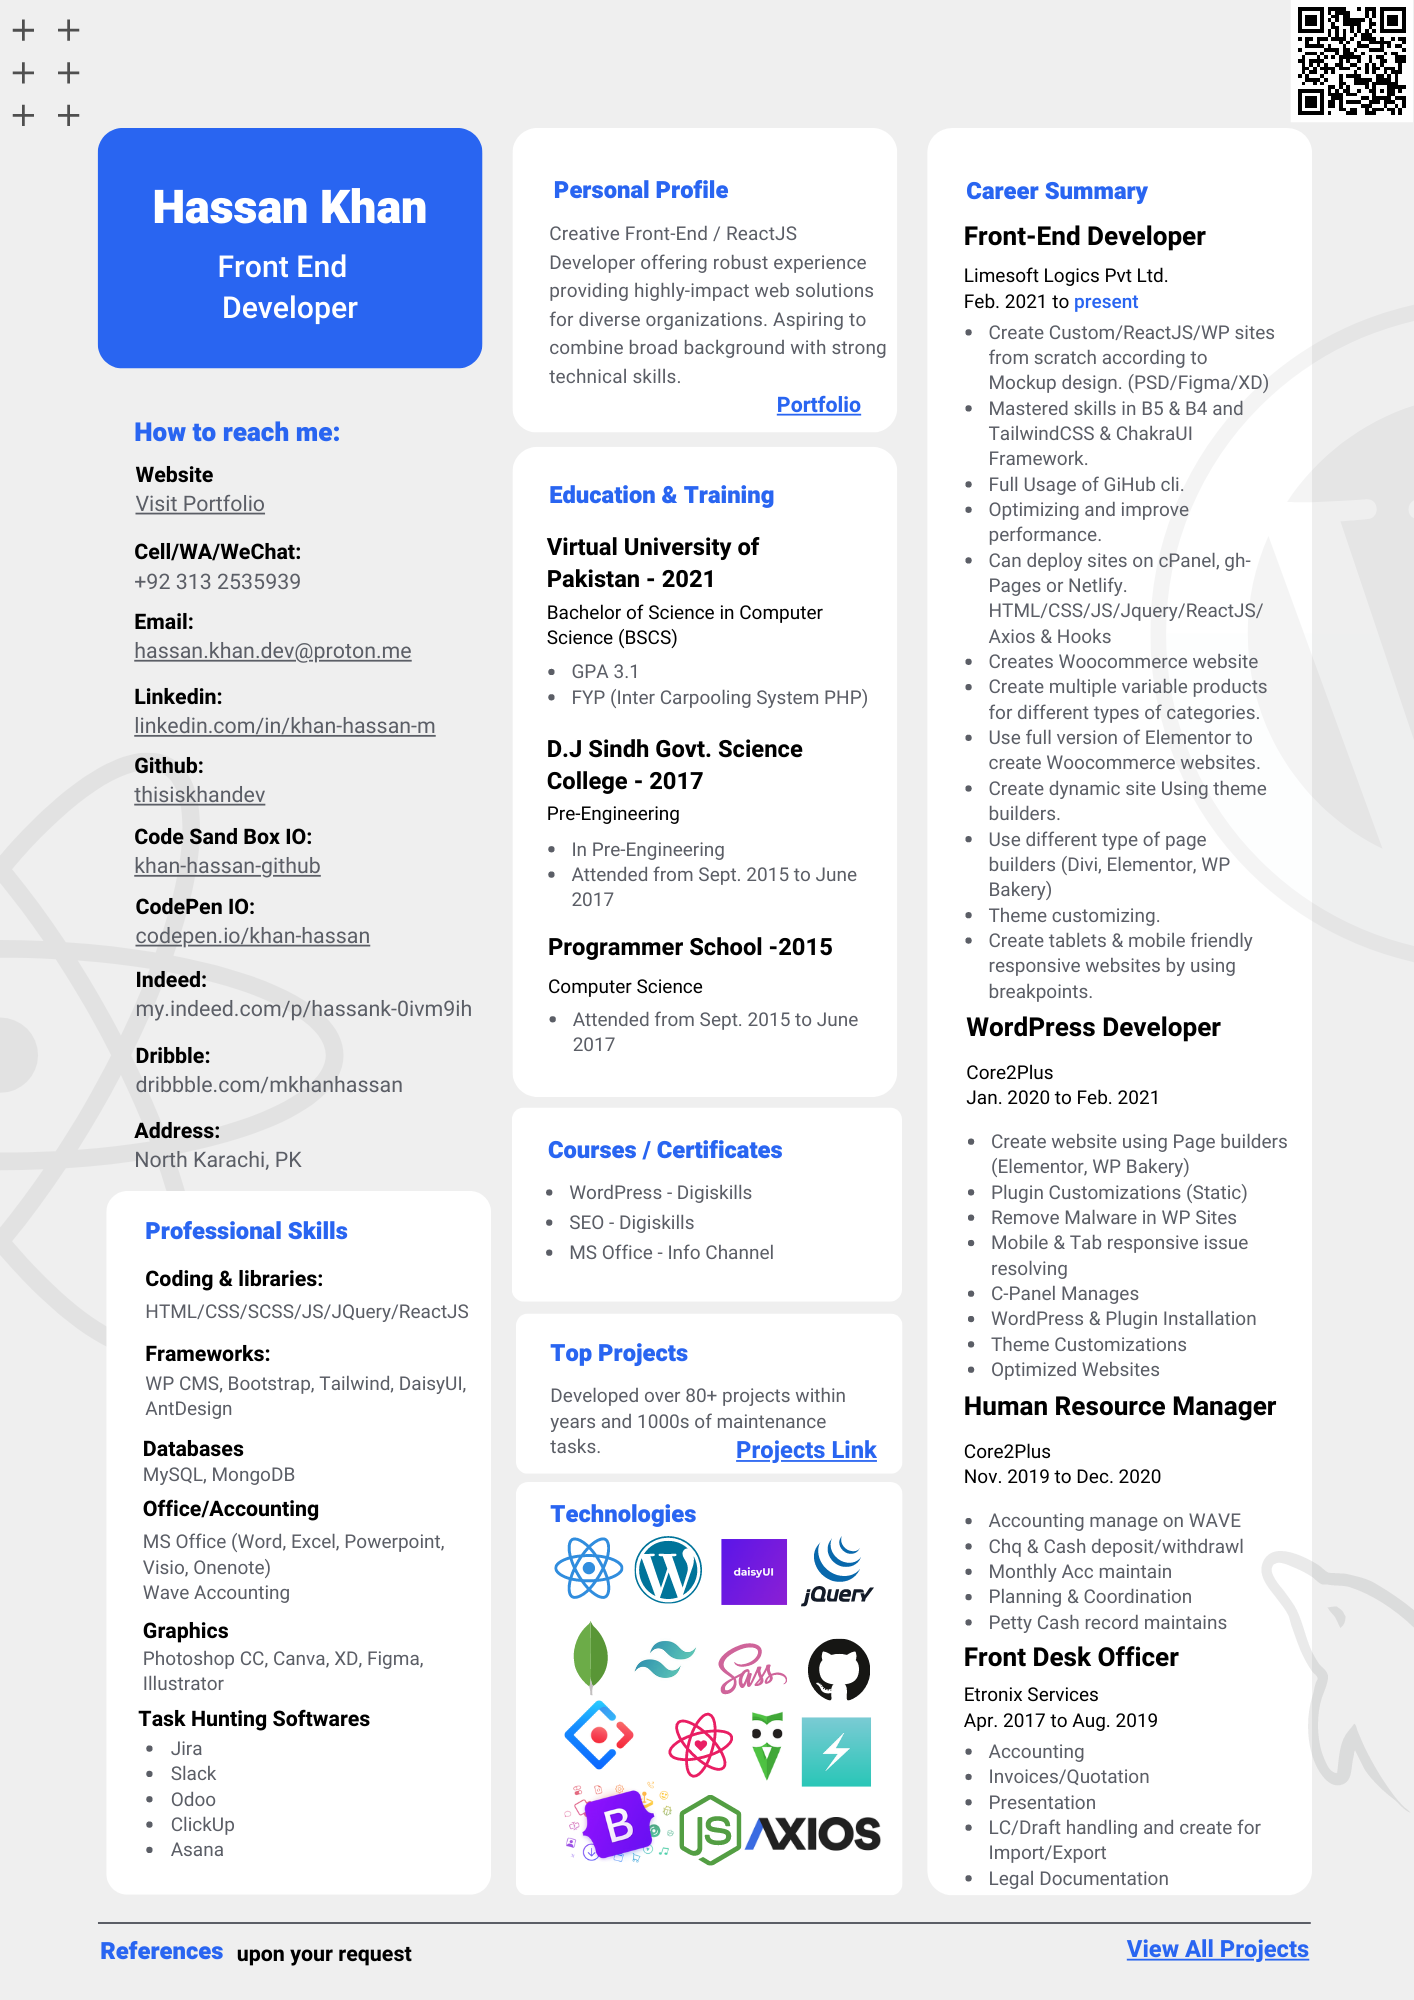 Hassan Khan
Front End
Developer
How to reach me:
Website
Visit Portfolio
Cell/WA/WeChat:
+92 313 2535939
Email:
hassan.khan.dev@proton.me
Linkedin:
linkedin.com/in/khan-hassan-m
Github:
thisiskhandev
Code Sand Box IO:
khan-hassan-github
CodePen IO:
codepen.io/khan-hassan
Indeed:
my.indeed.com/p/hassank-0ivm9ih
Dribble:
dribbble.com/mkhanhassan
Address:
North Karachi, PK
Professional Skills
Coding & libraries:
HTML/CSS/SCSS/JS/JQuery/ReactJS
Frameworks:
WP CMS, Bootstrap, Tailwind, DaisyUI,
AntDesign
Databases
MySQL, MongoDB
Office/Accounting
MS Office (Word, Excel, Powerpoint,
Visio, Onenote)
Wave Accounting
Graphics
Photoshop CC, Canva, XD, Figma,
Illustrator
Task Hunting Softwares
• Jira
• Slack
• Odoo
• ClickUp
• Asana
Personal Profile
Creative Front-End / ReactJS
Developer offering robust experience
providing highly-impact web solutions
for diverse organizations. Aspiring to
combine broad background with strong
technical skills.
Portfolio
Education & Training
Virtual University of
Pakistan - 2021
Bachelor of Science in Computer
Science (BSCS)
• GPA 3.1
• FYP (Inter Carpooling System PHP)
D.J Sindh Govt. Science
College - 2017
Pre-Engineering
• In Pre-Engineering
• Attended from Sept. 2015 to June
2017
Programmer School -2015
Computer Science
• Attended from Sept. 2015 to June
2017
Courses / Certificates
• WordPress - Digiskills
• SEO - Digiskills
• MS Office - Info Channel
Top Projects
Developed over 80+ projects within
years and 1000s of maintenance
tasks.
Projects Link
Technologies
W daisyUI jQuery
Sass
B JS AXIOS
Career Summary
Front-End Developer
Limesoft Logics Pvt Ltd.
Feb. 2021 to present
• Create Custom/ReactJS/WP sites
from scratch according to
Mockup design. (PSD/Figma/XD)
• Mastered skills in B5 & B4 and
TailwindCSS & ChakraUI
Framework.
• Full Usage of GiHub cli.
• Optimizing and improve
performance.
• Can deploy sites on cPanel, gh-
Pages or Netlify.
HTML/CSS/JS/Jquery/ReactJS/
Axios & Hooks
• Creates Woocommerce website
• Create multiple variable products
for different types of categories.
• Use full version of Elementor to
create Woocommerce websites.
• Create dynamic site Using theme
builders.
• Use different type of page
builders (Divi, Elementor, WP
Bakery)
• Theme customizing.
• Create tablets & mobile friendly
responsive websites by using
breakpoints.
WordPress Developer
Core2Plus
Jan. 2020 to Feb. 2021
• Create website using Page builders
(Elementor, WP Bakery)
• Plugin Customizations (Static)
• Remove Malware in WP Sites
• Mobile & Tab responsive issue
resolving
• C-Panel Manages
• WordPress & Plugin Installation
• Theme Customizations
• Optimized Websites
Human Resource Manager
Core2Plus
Nov. 2019 to Dec. 2020
• Accounting manage on WAVE
• Chq & Cash deposit/withdrawl
• Monthly Acc maintain
• Planning & Coordination
• Petty Cash record maintains
Front Desk Officer
Etronix Services
Apr. 2017 to Aug. 2019
• Accounting
• Invoices/Quotation
• Presentation
• LC/Draft handling and create for
Import/Export
• Legal Documentation
References upon your request
View All Projects